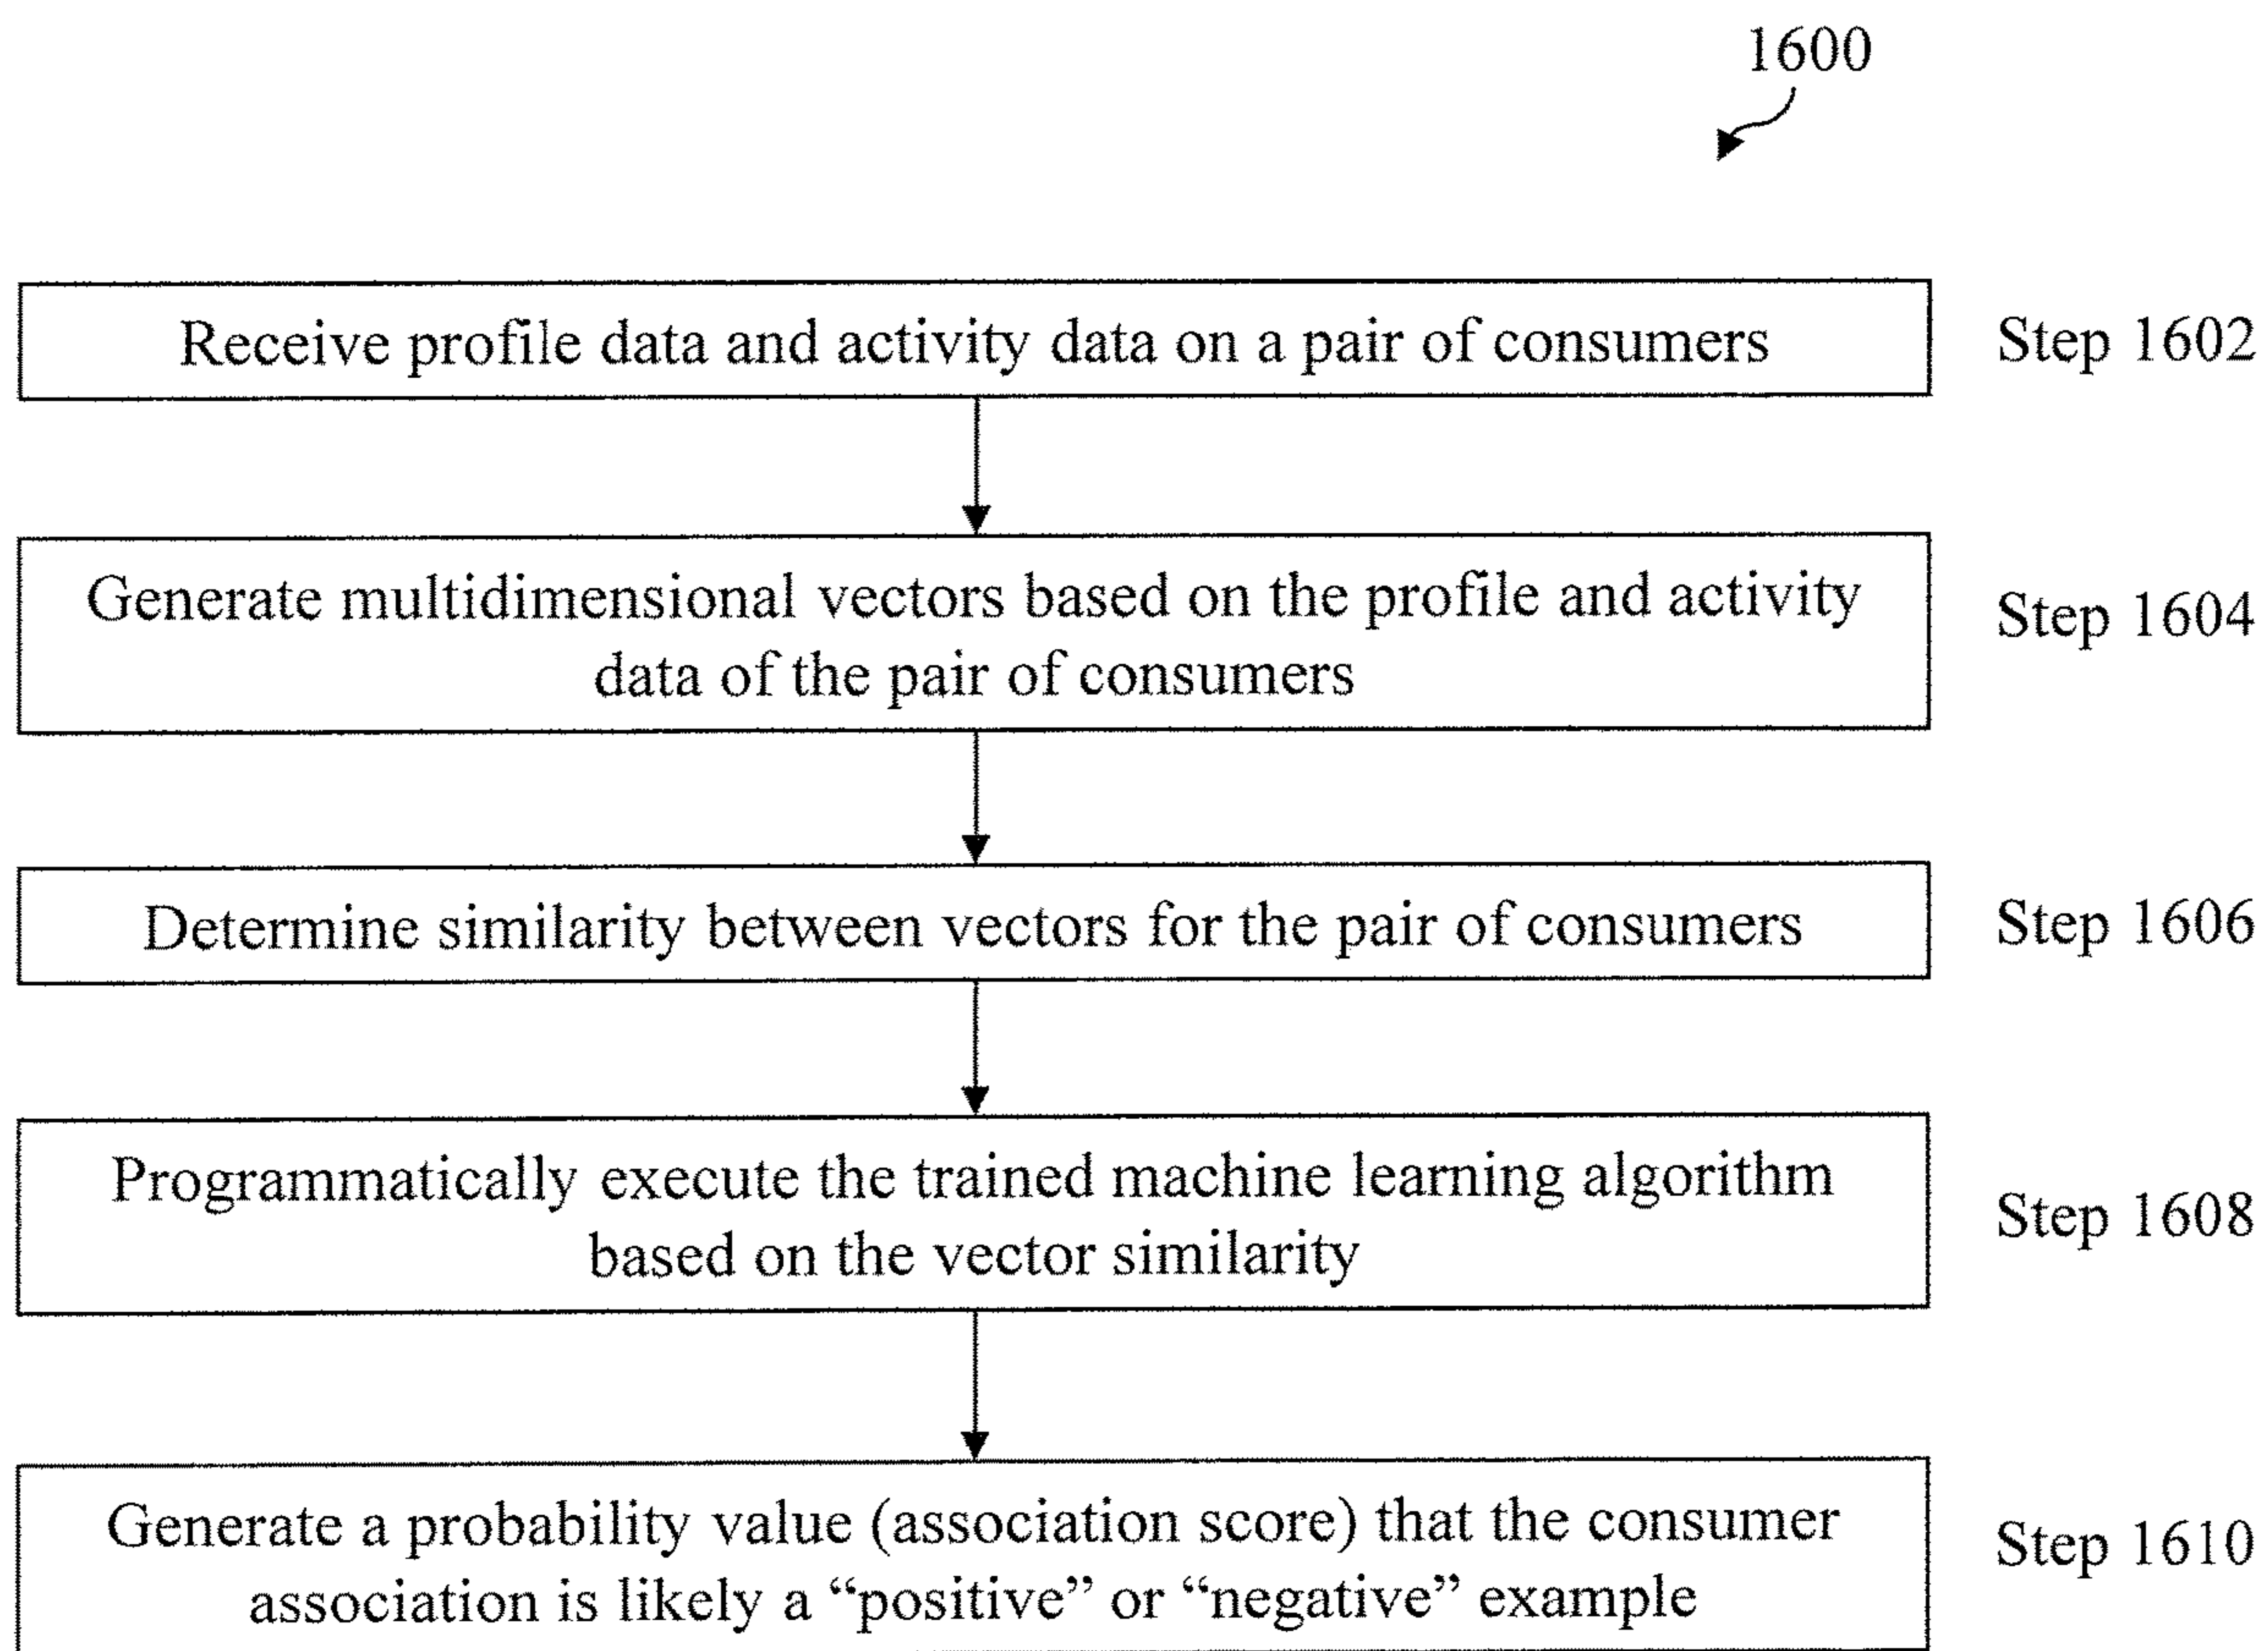 1600
Receive profile data and activity data on a pair of consumers
Step 1602
Generate multidimensional vectors based on the profile and activity
data of the pair of consumers
Step 1604
Determine similarity between vectors for the pair of consumers
Step 1606
Programmatically execute the trained machine learning algorithm
based on the vector similarity
Step 1608
Generate a probability value (association score) that the consumer
association is likely a “positive” or “negative” example
Step 1610